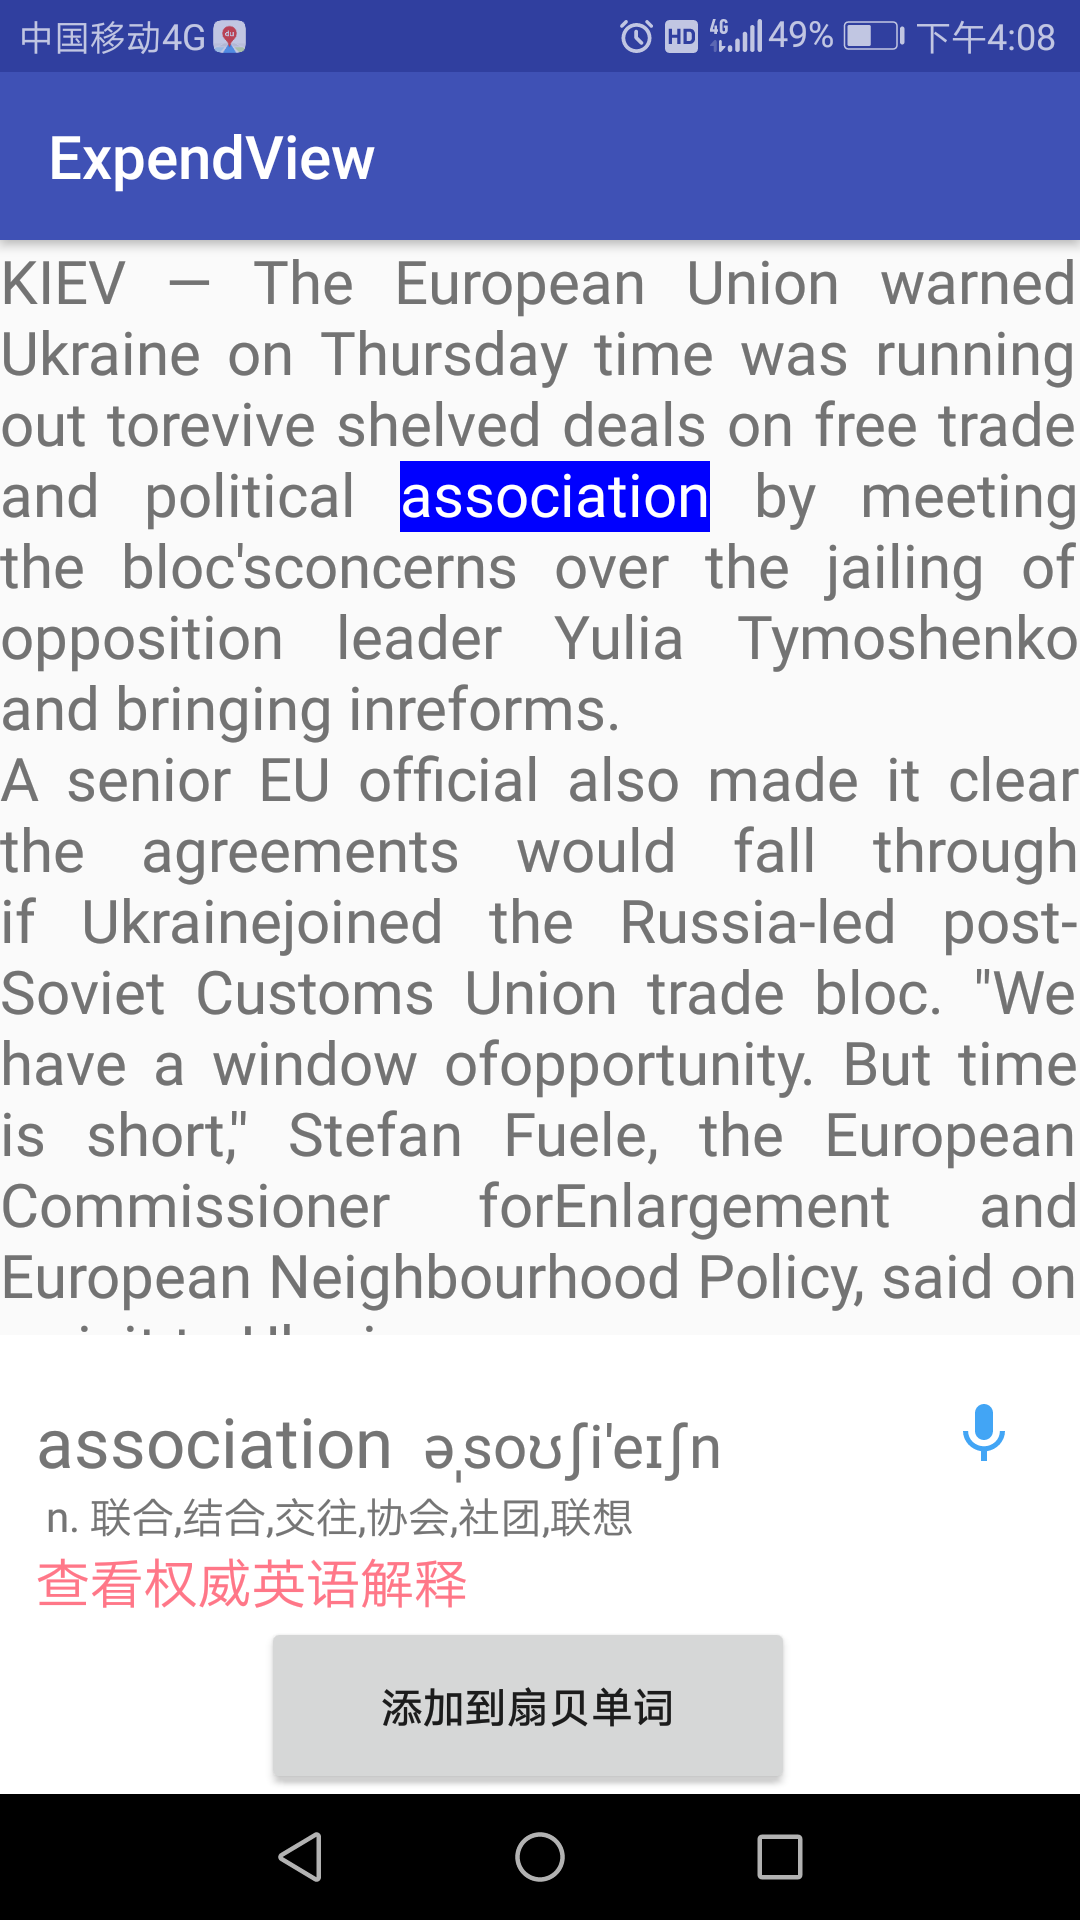 中国移动4G du HD 4G 49% 下午4:08
ExpendView
KIEV — The European Union warned
Ukraine on Thursday time was running
out torevive shelved deals on free trade
and political association by meeting
the bloc'sconcerns over the jailing of
opposition leader Yulia Tymoshenko
and bringing inreforms.
A senior EU official also made it clear
the agreements would fall through
if Ukrainejoined the Russia-led post-
Soviet Customs Union trade bloc. "We
have a window ofopportunity. But time
is short," Stefan Fuele, the European
Commissioner forEnlargement and
European Neighbourhood Policy, said on
association əˌsoʊʃi'eɪʃn
n. 联合,结合,交往,协会,社团,联想
查看权威英语解释
添加到扇贝单词